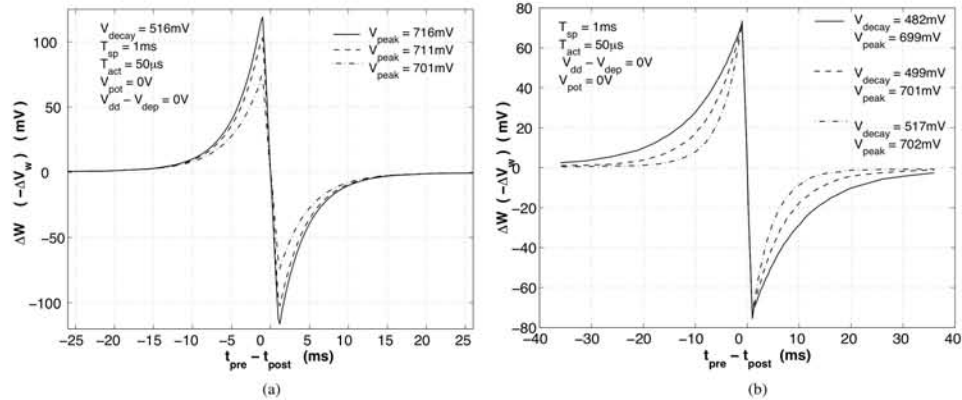 V_decay = 516mV
T_sp = 1ms
T_act = 50μs
V_pot = 0V
V_dd − V_dep = 0V
V_peak = 716mV
V_peak = 711mV
V_peak = 701mV
100
50
0
−50
−100
ΔW (−ΔV_w) (mV)
−25 −20 −15 −10 −5 0 5 10 15 20 25
t_pre − t_post (ms)
(a)
T_sp = 1ms
T_act = 50μs
V_dd − V_dep = 0V
V_pot = 0V
V_decay = 482mV
V_peak = 699mV
V_decay = 499mV
V_peak = 701mV
V_decay = 517mV
V_peak = 702mV
80
60
40
20
0
−20
−40
−60
−80
ΔW (−ΔV_w) (mV)
−40 −30 −20 −10 0 10 20 30 40
t_pre − t_post (ms)
(b)